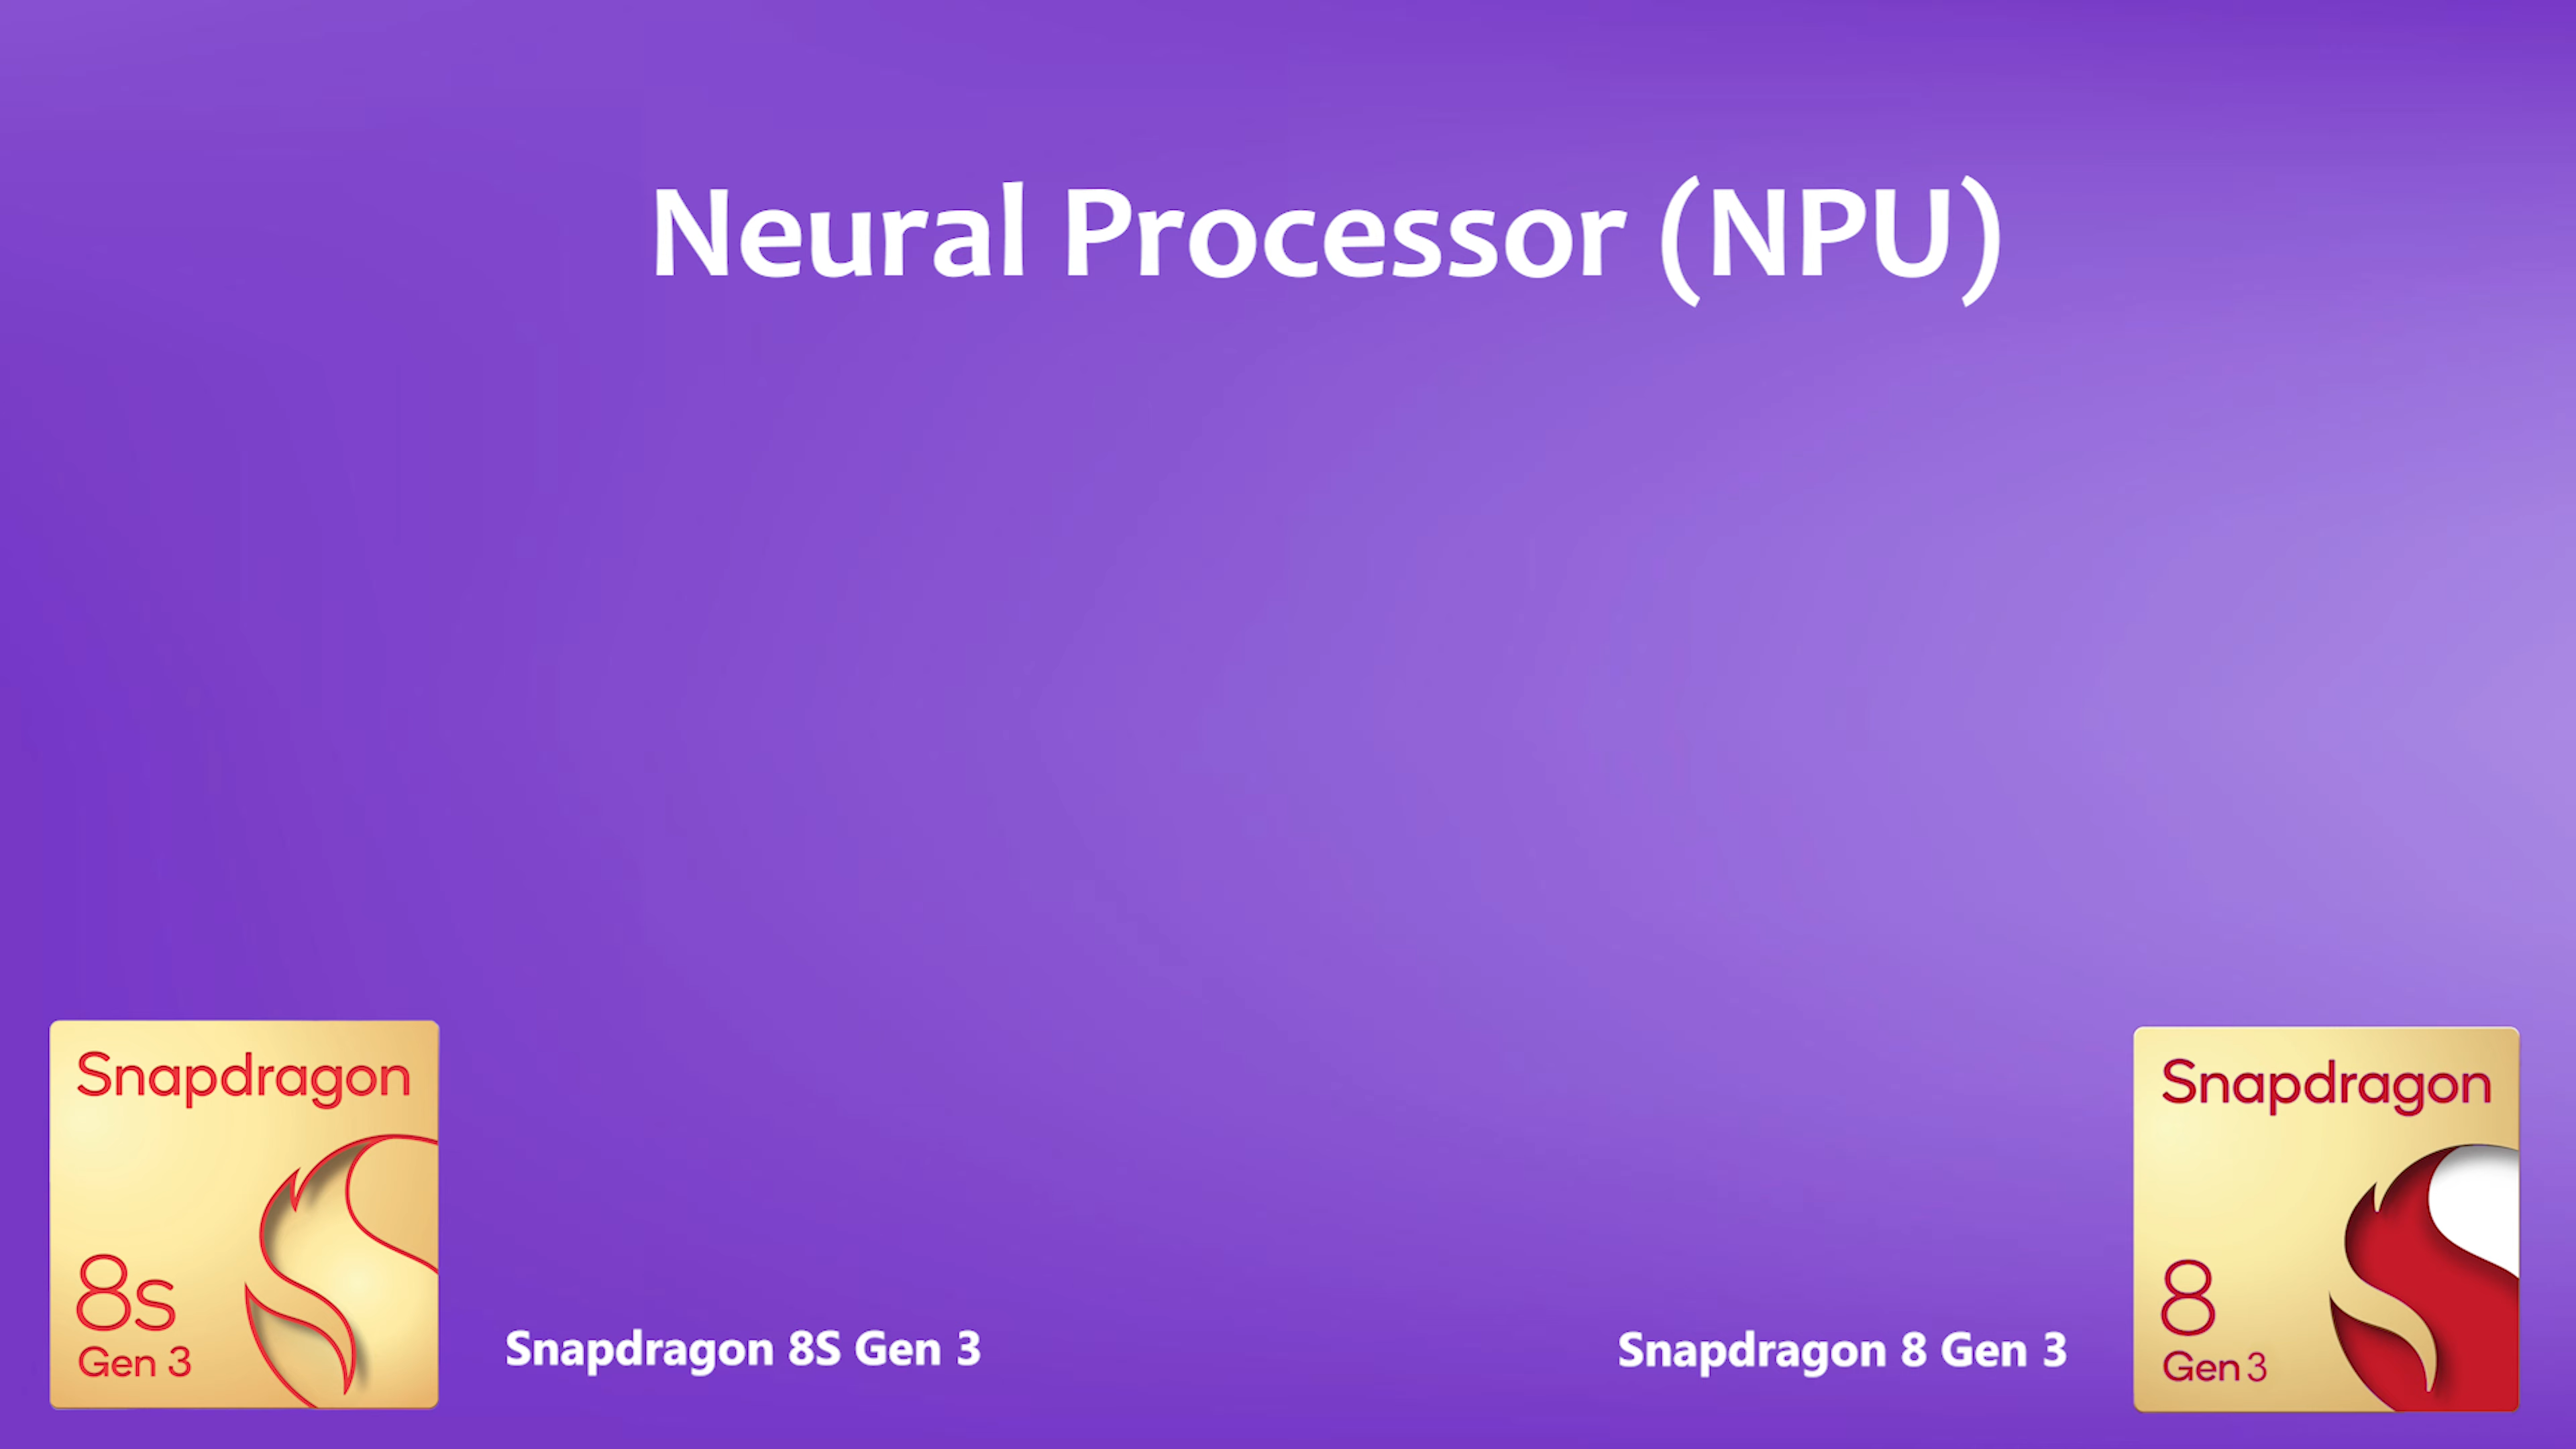 Neural Processor (NPU)
Snapdragon
8s
Gen 3
Snapdragon 8S Gen 3
Snapdragon 8 Gen 3
Snapdragon
8
Gen 3